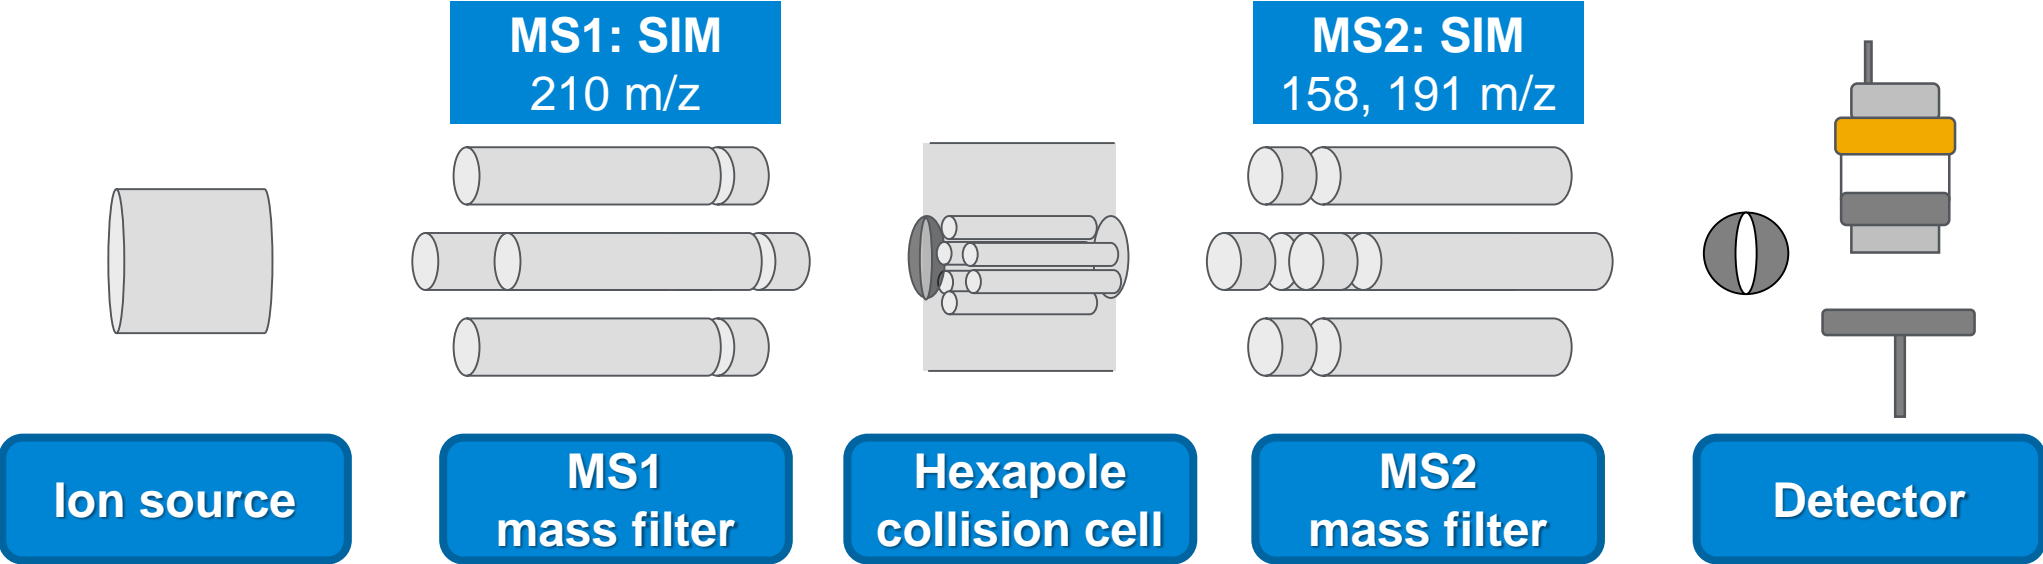 MS1: SIM
210 m/z
MS2: SIM
158, 191 m/z
Ion source
MS1
mass filter
Hexapole
collision cell
MS2
mass filter
Detector